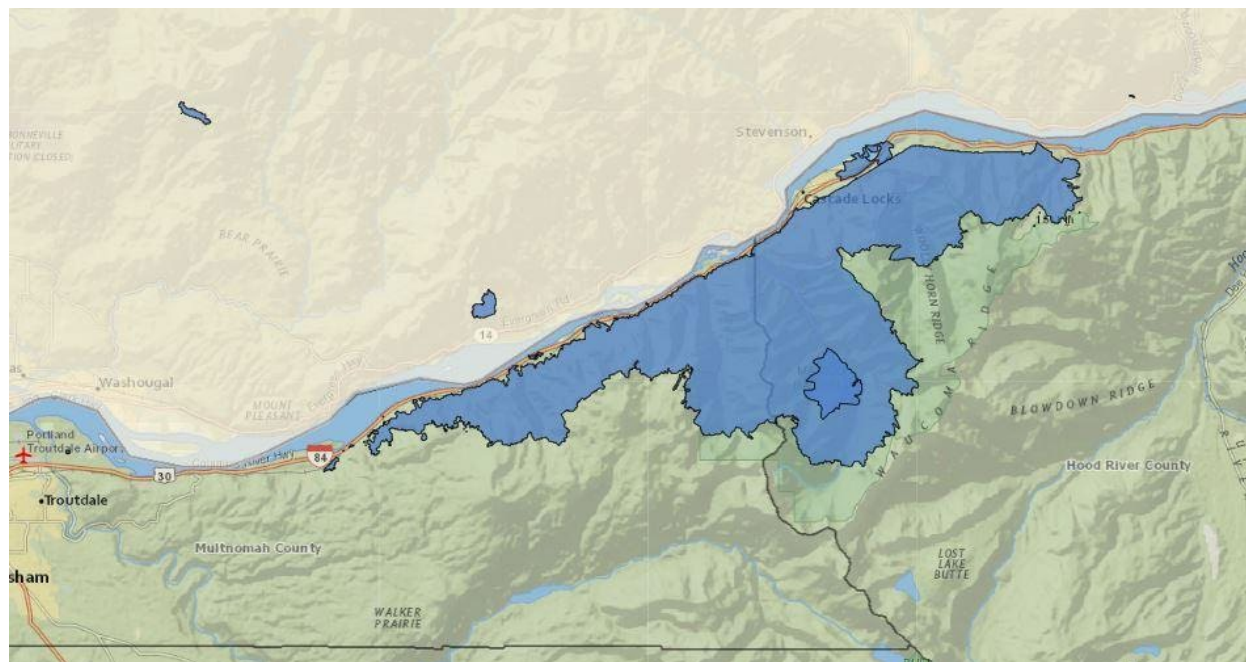 BEAR PRAIRIE
Stevenson
Cascade Locks
14
Evergreen Hwy
Washougal
MOUNT
PLEASANT
Portland
Troutdale Airpor
30
84
Troutdale
Multnomah County
WALKER
PRAIRIE
HORN RIDGE
WAUCOMA RIDGE
BLOWDOWN RIDGE
Hood River County
LOST
LAKE
BUTTE
sham